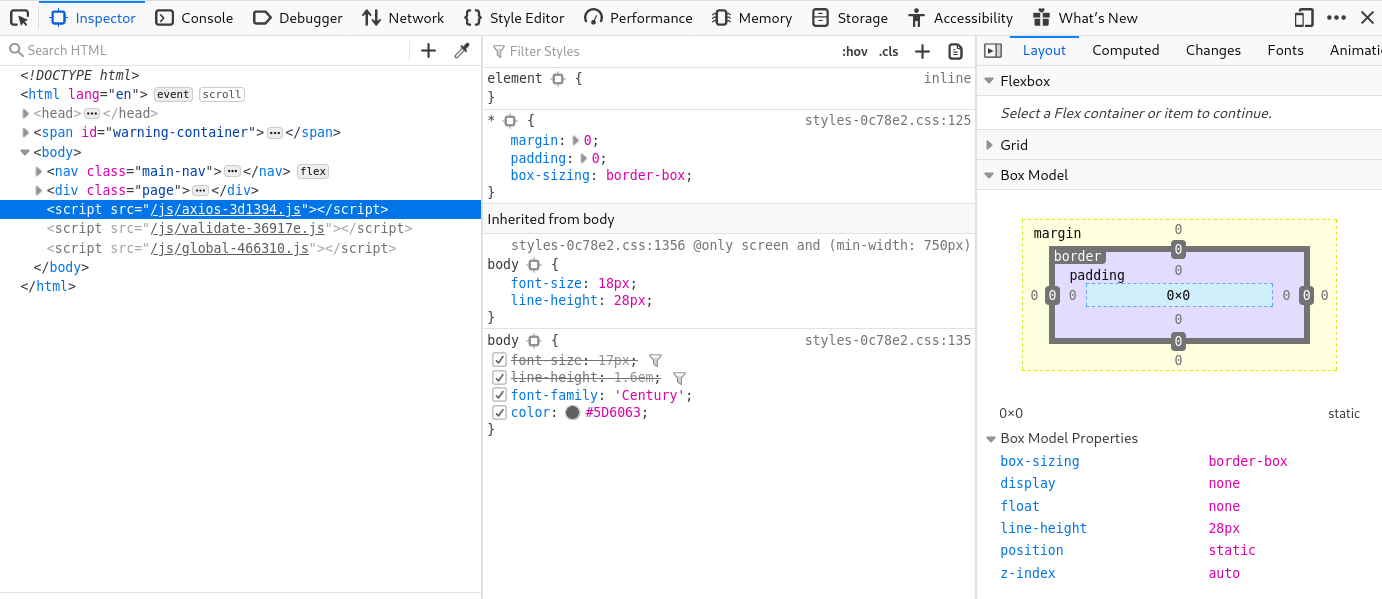 Inspector Console Debugger Network Style Editor Performance Memory Storage Accessibility What's New
Search HTML
<!DOCTYPE html>
<html lang="en"> event scroll
<head> </head>
<span id="warning-container"> </span>
<body>
<nav class="main-nav"> </nav> flex
<div class="page"> </div>
<script src="/js/axios-3d1394.js"></script>
<script src="/js/validate-36917e.js"></script>
<script src="/js/global-466310.js"></script>
</body>
</html>
Filter Styles :hov .cls
element { inline
}
* { styles-0c78e2.css:125
margin: 0;
padding: 0;
box-sizing: border-box;
}
Inherited from body
styles-0c78e2.css:1356 @only screen and (min-width: 750px)
body {
font-size: 18px;
line-height: 28px;
}
body { styles-0c78e2.css:135
font-size: 17px;
line-height: 1.6em;
font-family: 'Century';
color: #5D6063;
}
Layout Computed Changes Fonts Animati
Flexbox
Select a Flex container or item to continue.
Grid
Box Model
margin 0
border 0
padding 0
0 0 0 0×0 0 0 0
0
0
0
0×0 static
Box Model Properties
box-sizing border-box
display none
float none
line-height 28px
position static
z-index auto